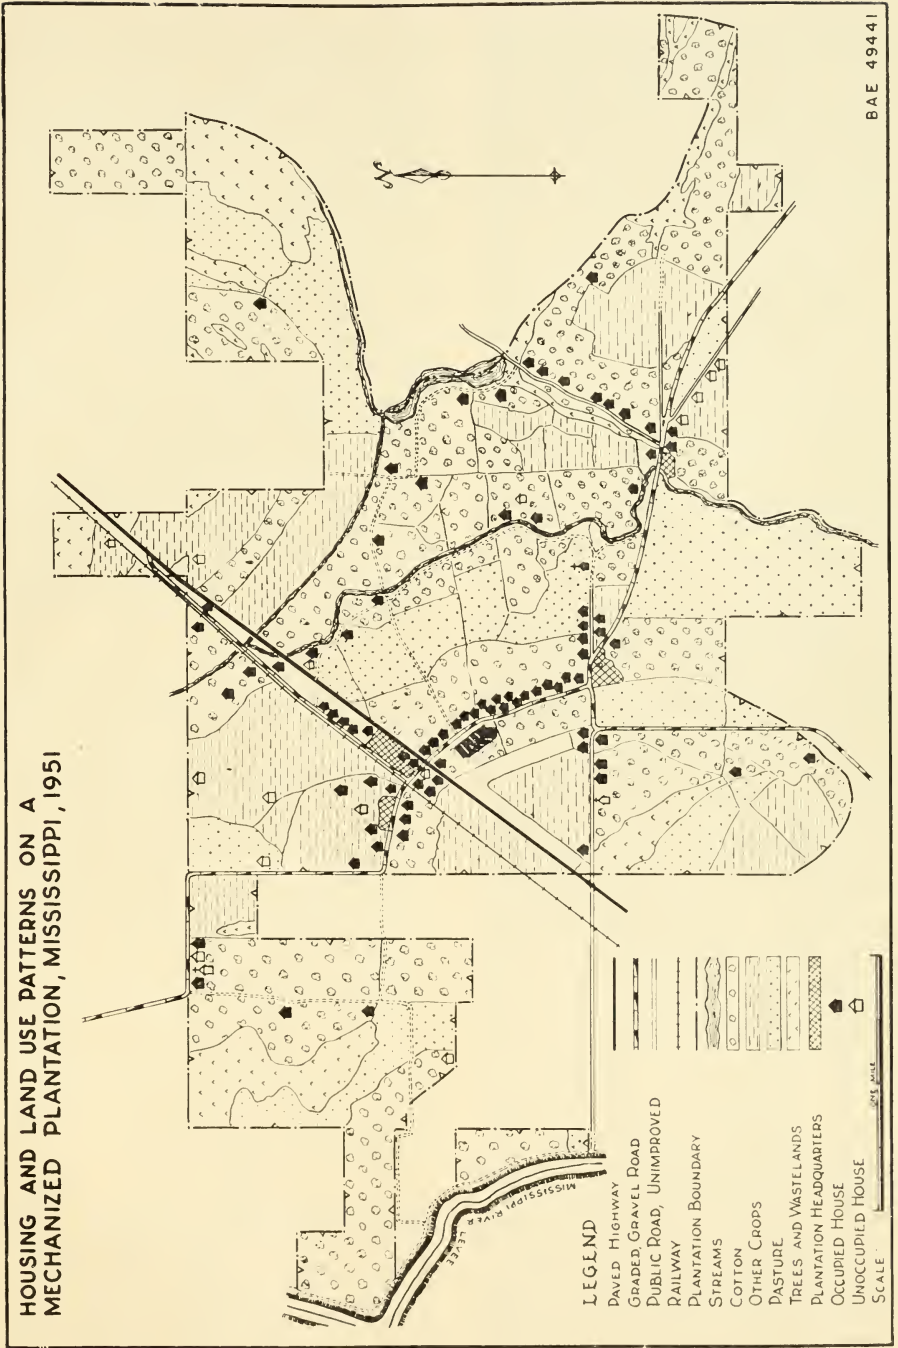 HOUSING AND LAND USE PATTERNS ON A
MECHANIZED PLANTATION, MISSISSIPPI, 1951
N
MISSISSIPPI RIVER LEVEE
LEGEND
PAVED HIGHWAY
GRADED, GRAVEL ROAD
PUBLIC ROAD, UNIMPROVED
RAILWAY
PLANTATION BOUNDARY
STREAMS
COTTON
OTHER CROPS
PASTURE
TREES AND WASTELANDS
PLANTATION HEADQUARTERS
OCCUPIED HOUSE
UNOCCUPIED HOUSE
SCALE
ONE MILE
BAE 49441